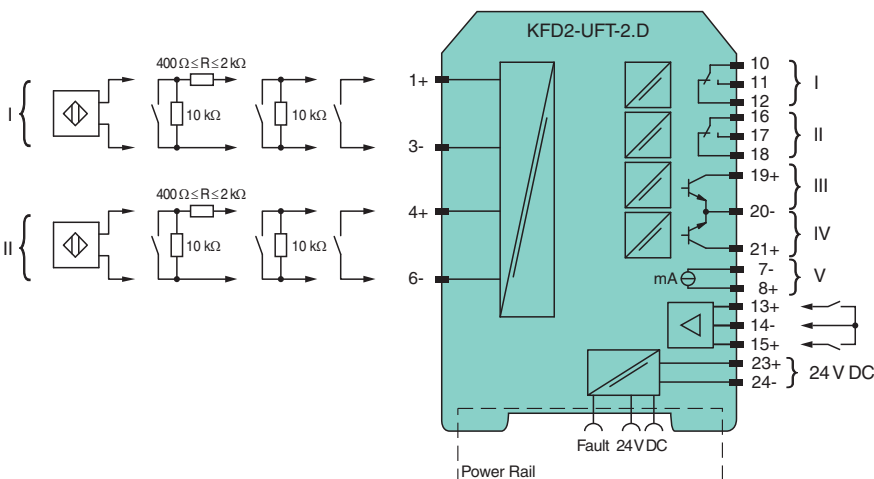 KFD2-UFT-2.D
400 Ω ≤ R ≤ 2 kΩ
I
10 kΩ
10 kΩ
1+
3-
400 Ω ≤ R ≤ 2 kΩ
II
10 kΩ
10 kΩ
4+
6-
10
11
12
I
16
17
18
II
19+
III
20-
IV
21+
mA
7-
8+
V
13+
14-
15+
23+
24-
24 V DC
Fault 24 V DC
Power Rail